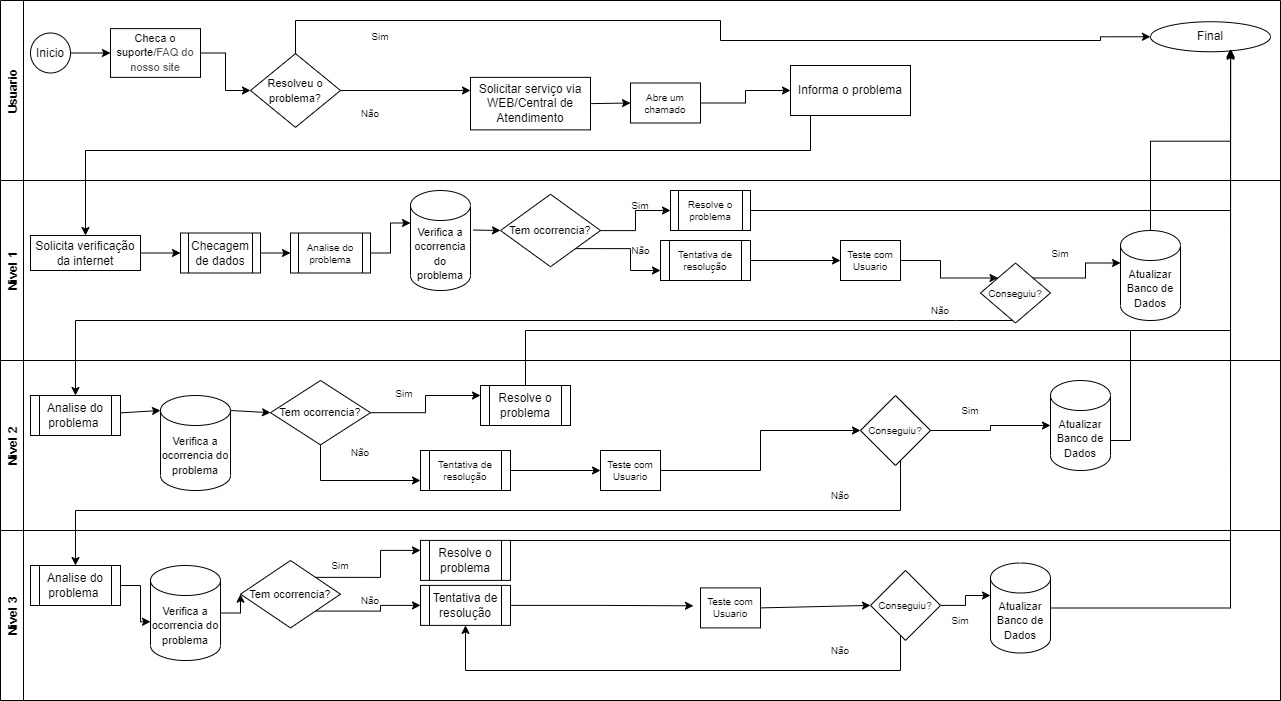 Usuario
Inicio
Checa o
suporte/FAQ do
nosso site
Resolveu o
problema?
Sim
Não
Solicitar serviço via
WEB/Central de
Atendimento
Abre um
chamado
Informa o problema
Final
Nivel 1
Solicita verificação
da internet
Checagem
de dados
Analise do
problema
Verifica a
ocorrencia
do
problema
Tem ocorrencia?
Sim
Resolve o
problema
Não
Tentativa de
resolução
Teste com
Usuario
Conseguiu?
Sim
Não
Atualizar
Banco de
Dados
Nivel 2
Analise do
problema
Verifica a
ocorrencia do
problema
Tem ocorrencia?
Sim
Resolve o
problema
Não
Tentativa de
resolução
Teste com
Usuario
Conseguiu?
Sim
Não
Atualizar
Banco de
Dados
Nivel 3
Analise do
problema
Verifica a
ocorrencia do
problema
Tem ocorrencia?
Sim
Resolve o
problema
Não
Tentativa de
resolução
Teste com
Usuario
Conseguiu?
Sim
Não
Atualizar
Banco de
Dados